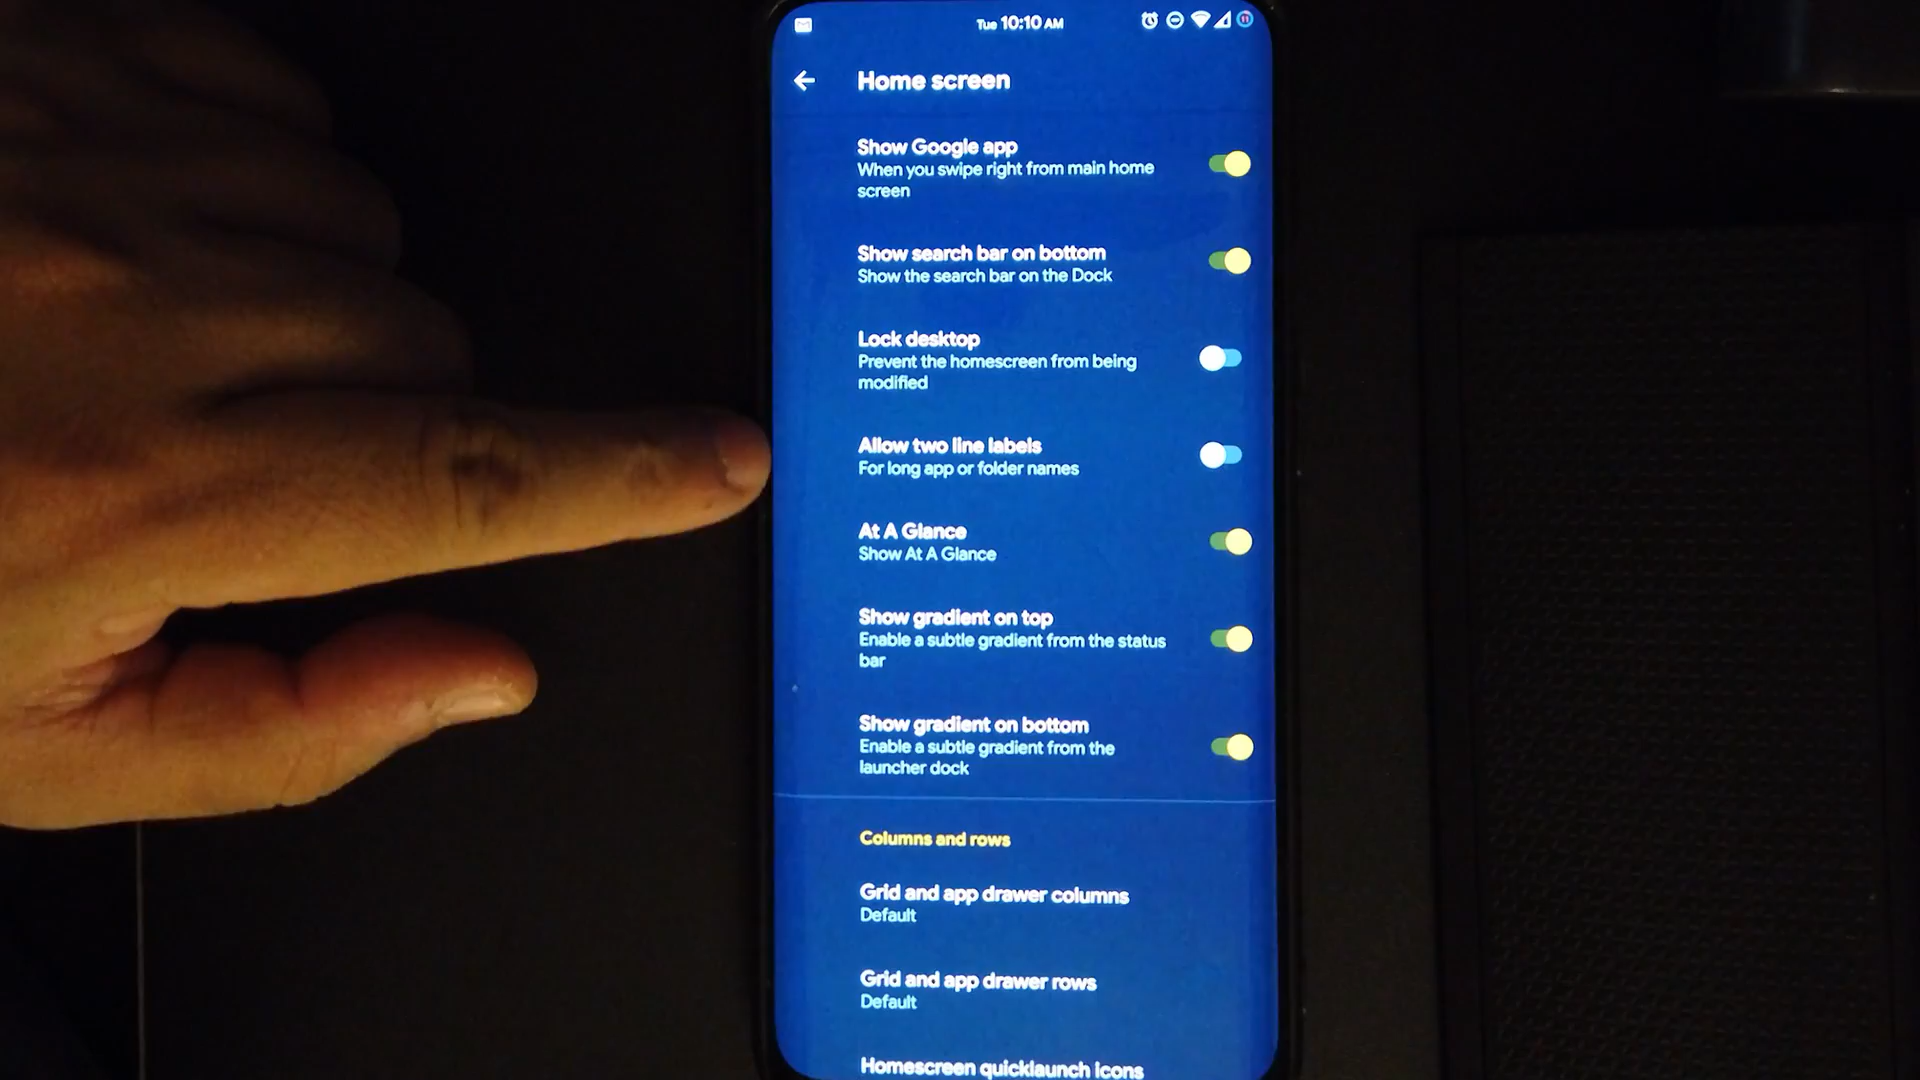 Tue 10:10 AM
Home screen
Show Google app
When you swipe right from main home
screen
Show search bar on bottom
Show the search bar on the Dock
Lock desktop
Prevent the homescreen from being
modified
Allow two line labels
For long app or folder names
At A Glance
Show At A Glance
Show gradient on top
Enable a subtle gradient from the status
bar
Show gradient on bottom
Enable a subtle gradient from the
launcher dock
Columns and rows
Grid and app drawer columns
Default
Grid and app drawer rows
Default
Homescreen quicklaunch icons